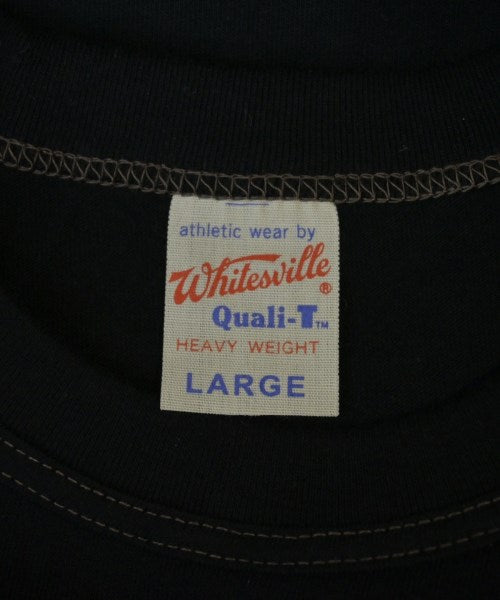 athletic wear by
Whitesville®
Quali-T™
HEAVY WEIGHT
LARGE